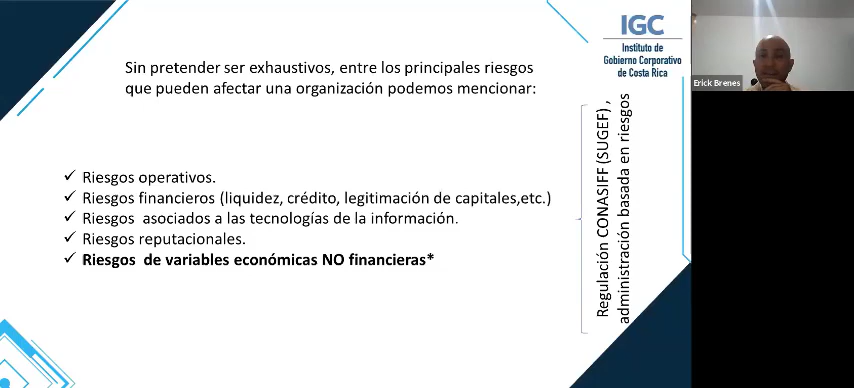 Sin pretender ser exhaustivos, entre los principales riesgos
que pueden afectar una organización podemos mencionar:
✓ Riesgos operativos.
✓ Riesgos financieros (liquidez, crédito, legitimación de capitales,etc.)
✓ Riesgos asociados a las tecnologías de la información.
✓ Riesgos reputacionales.
✓ Riesgos de variables económicas NO financieras*
Regulación CONASIFF (SUGEF) ,
administración basada en riesgos
IGC
Instituto de
Gobierno Corporativo
de Costa Rica
Erick Brenes